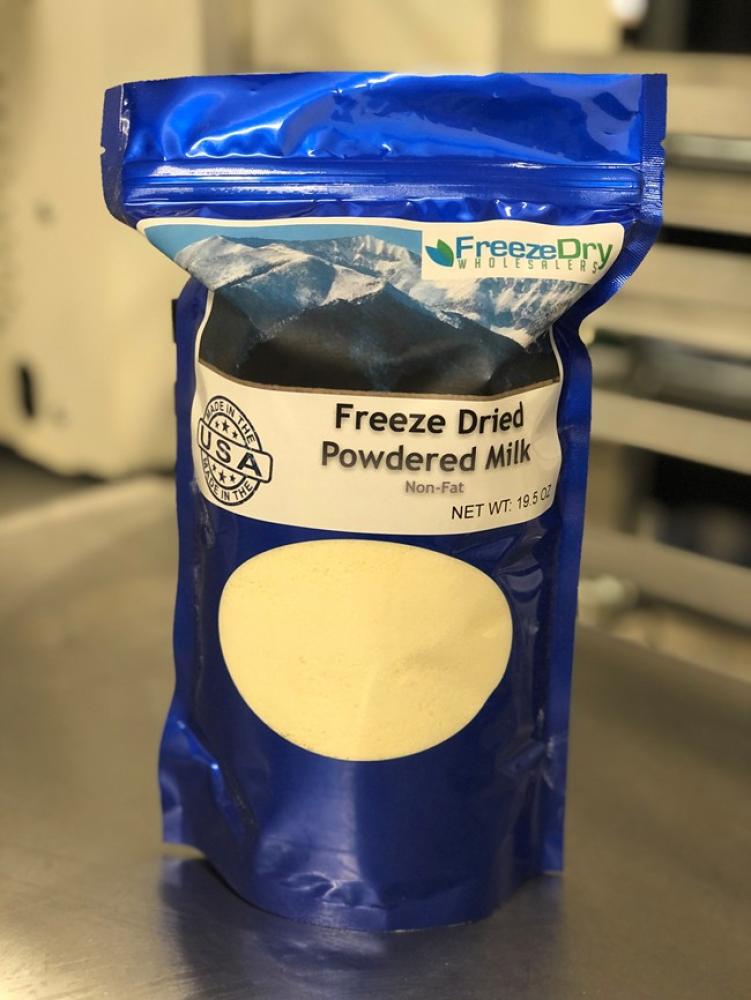 FreezeDry
WHOLESALERS
MADE IN THE
USA
MADE IN THE
Freeze Dried
Powdered Milk
Non-Fat
NET WT: 19.5 OZ